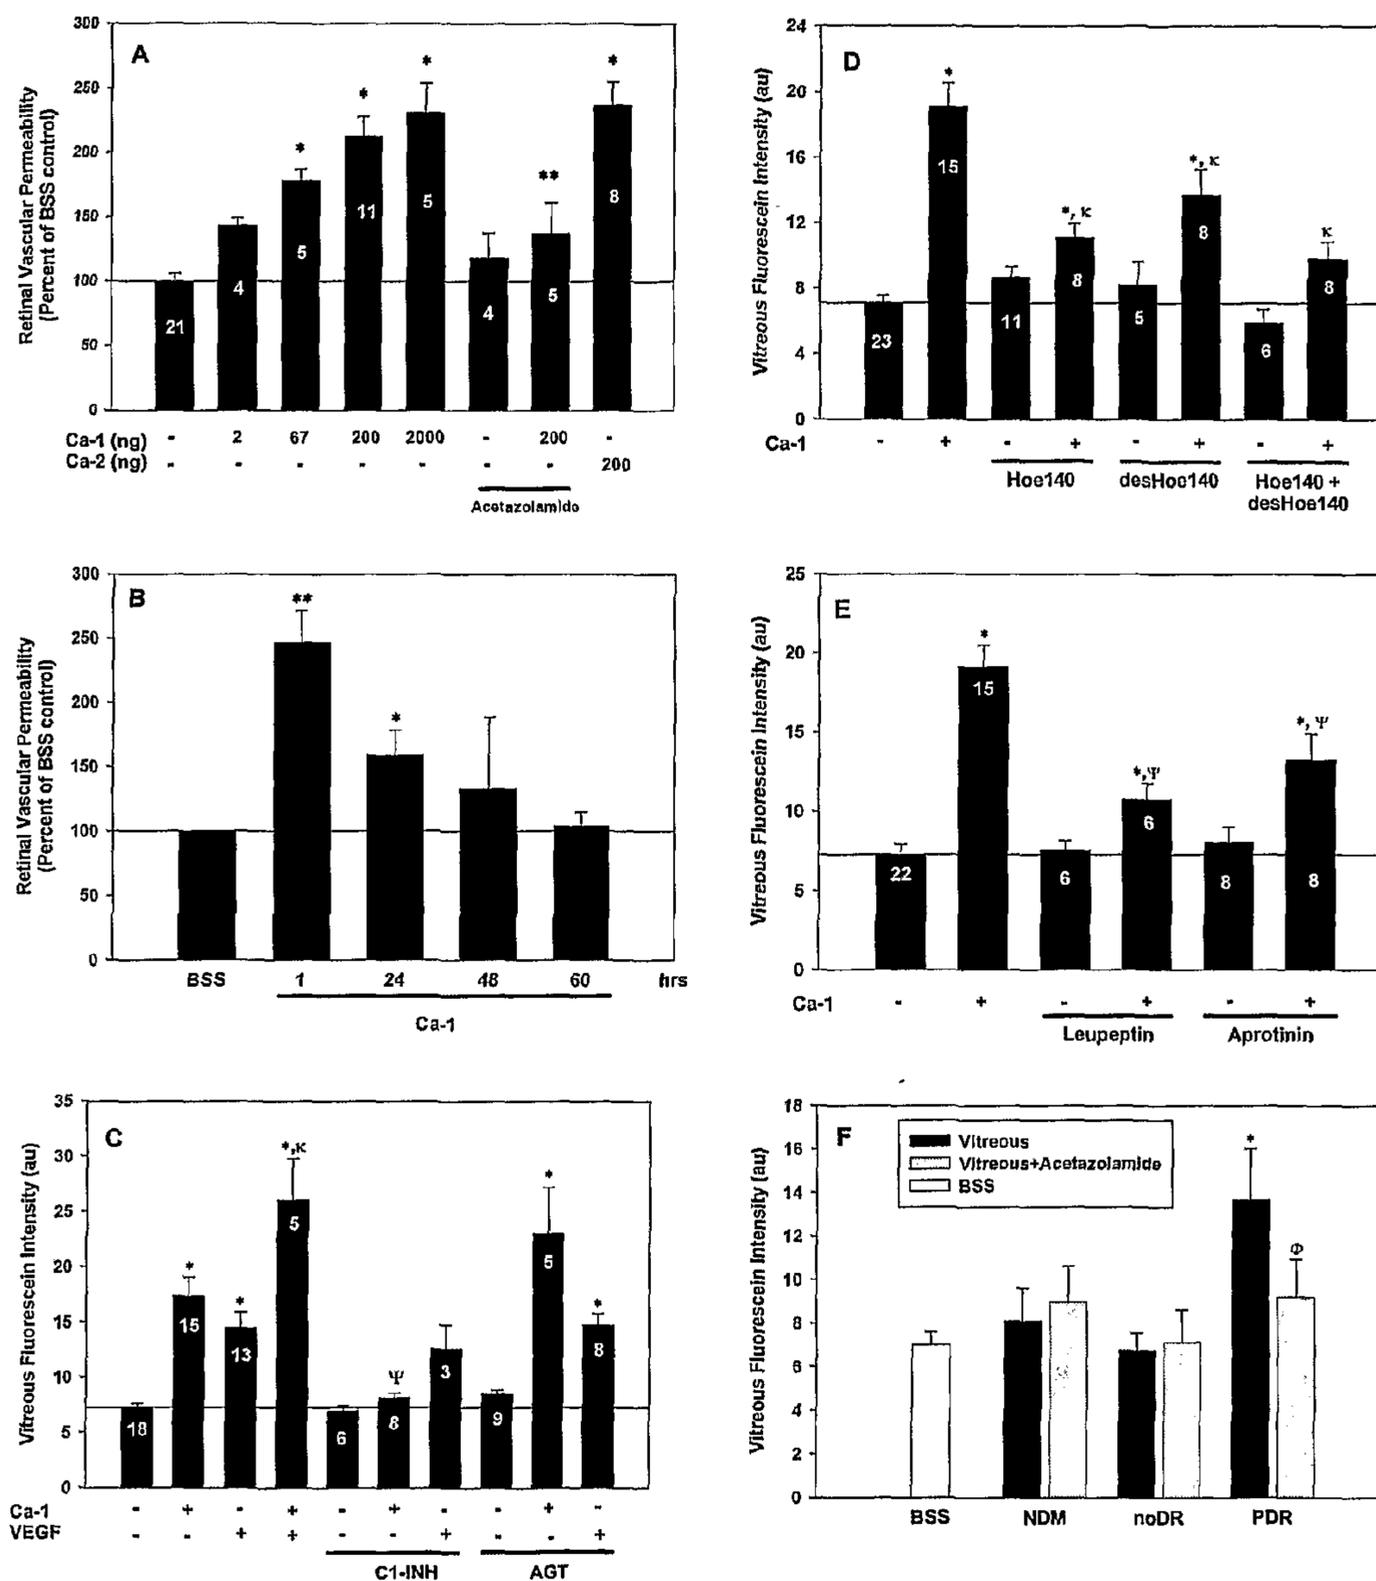 A
Retinal Vascular Permeability
(Percent of BSS control)
300
250
200
150
100
50
0
21
4
*
5
*
11
*
5
4
**
5
*
8
Ca-1 (ng) - 2 67 200 2000 - 200 -
Ca-2 (ng) - - - - - - - 200
Acetazolamide
B
Retinal Vascular Permeability
(Percent of BSS control)
300
250
200
150
100
50
0
**
*
BSS 1 24 48 60 hrs
Ca-1
C
Vitreous Fluorescein Intensity (au)
35
30
25
20
15
10
5
0
18
*
15
*
13
*,κ
5
6
Ψ
8
3
9
*
5
*
8
Ca-1 - + - + - + - - + -
VEGF - - + + - - + - - +
C1-INH AGT
D
Vitreous Fluorescein Intensity (au)
24
20
16
12
8
4
0
23
*
15
11
*, κ
8
5
*, κ
8
6
κ
8
Ca-1 - + - + - + - +
Hoe140 desHoe140 Hoe140 +
desHoe140
E
Vitreous Fluorescein Intensity (au)
25
20
15
10
5
0
22
*
15
6
*,Ψ
6
8
*, Ψ
8
Ca-1 - + - + - +
Leupeptin Aprotinin
F
Vitreous Fluorescein Intensity (au)
18
16
14
12
10
8
6
4
2
0
Vitreous
Vitreous+Acetazolamide
BSS
*
Φ
BSS NDM noDR PDR